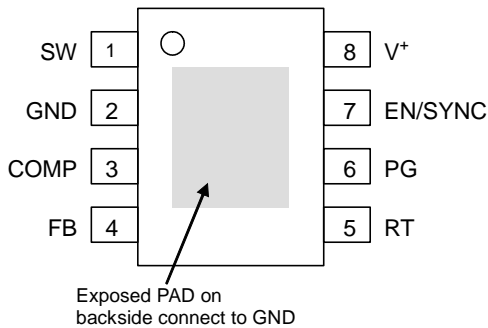 SW 1 8 V+
GND 2 7 EN/SYNC
COMP 3 6 PG
FB 4 5 RT
Exposed PAD on
backside connect to GND